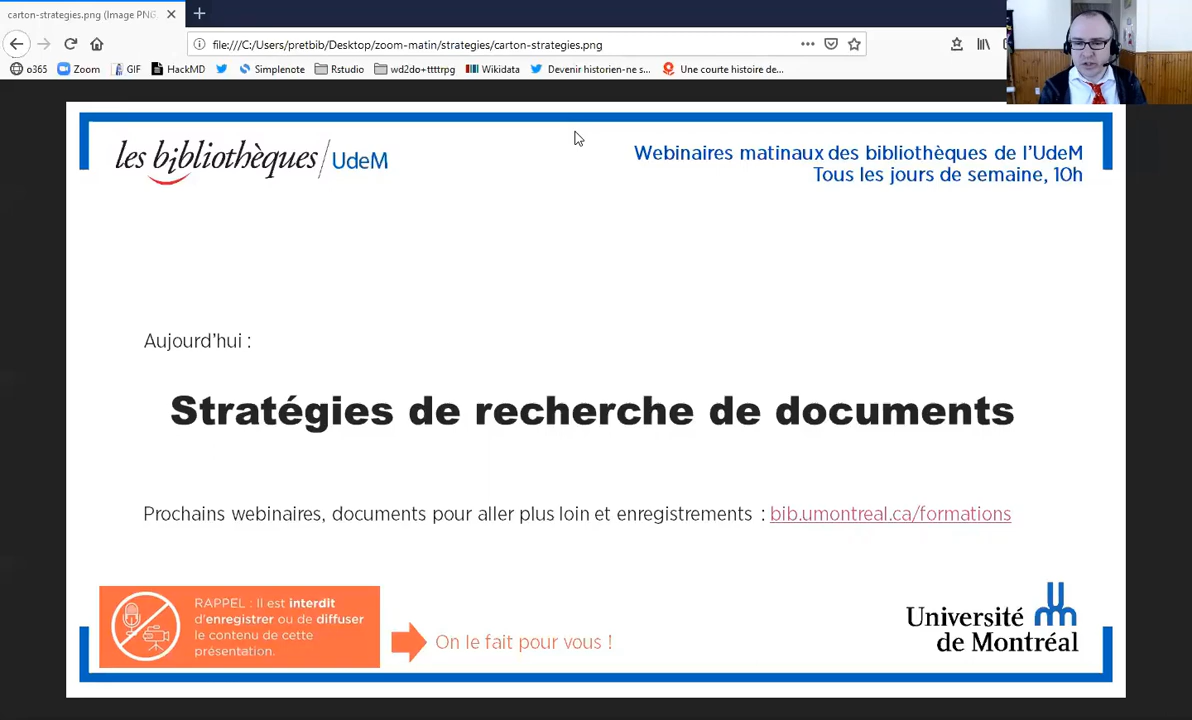 carton-strategies.png (Image PNG,
file:///C:/Users/pretbib/Desktop/zoom-matin/strategies/carton-strategies.png
o365 Zoom GIF HackMD Simplenote Rstudio wd2do+ttttrpg Wikidata Devenir historien-ne s... Une courte histoire de...
les bibliothèques/UdeM
Webinaires matinaux des bibliothèques de l'UdeM
Tous les jours de semaine, 10h
Aujourd'hui :
Stratégies de recherche de documents
Prochains webinaires, documents pour aller plus loin et enregistrements : bib.umontreal.ca/formations
RAPPEL : Il est interdit
d'enregistrer ou de diffuser
le contenu de cette
présentation.
On le fait pour vous !
Université
de Montréal